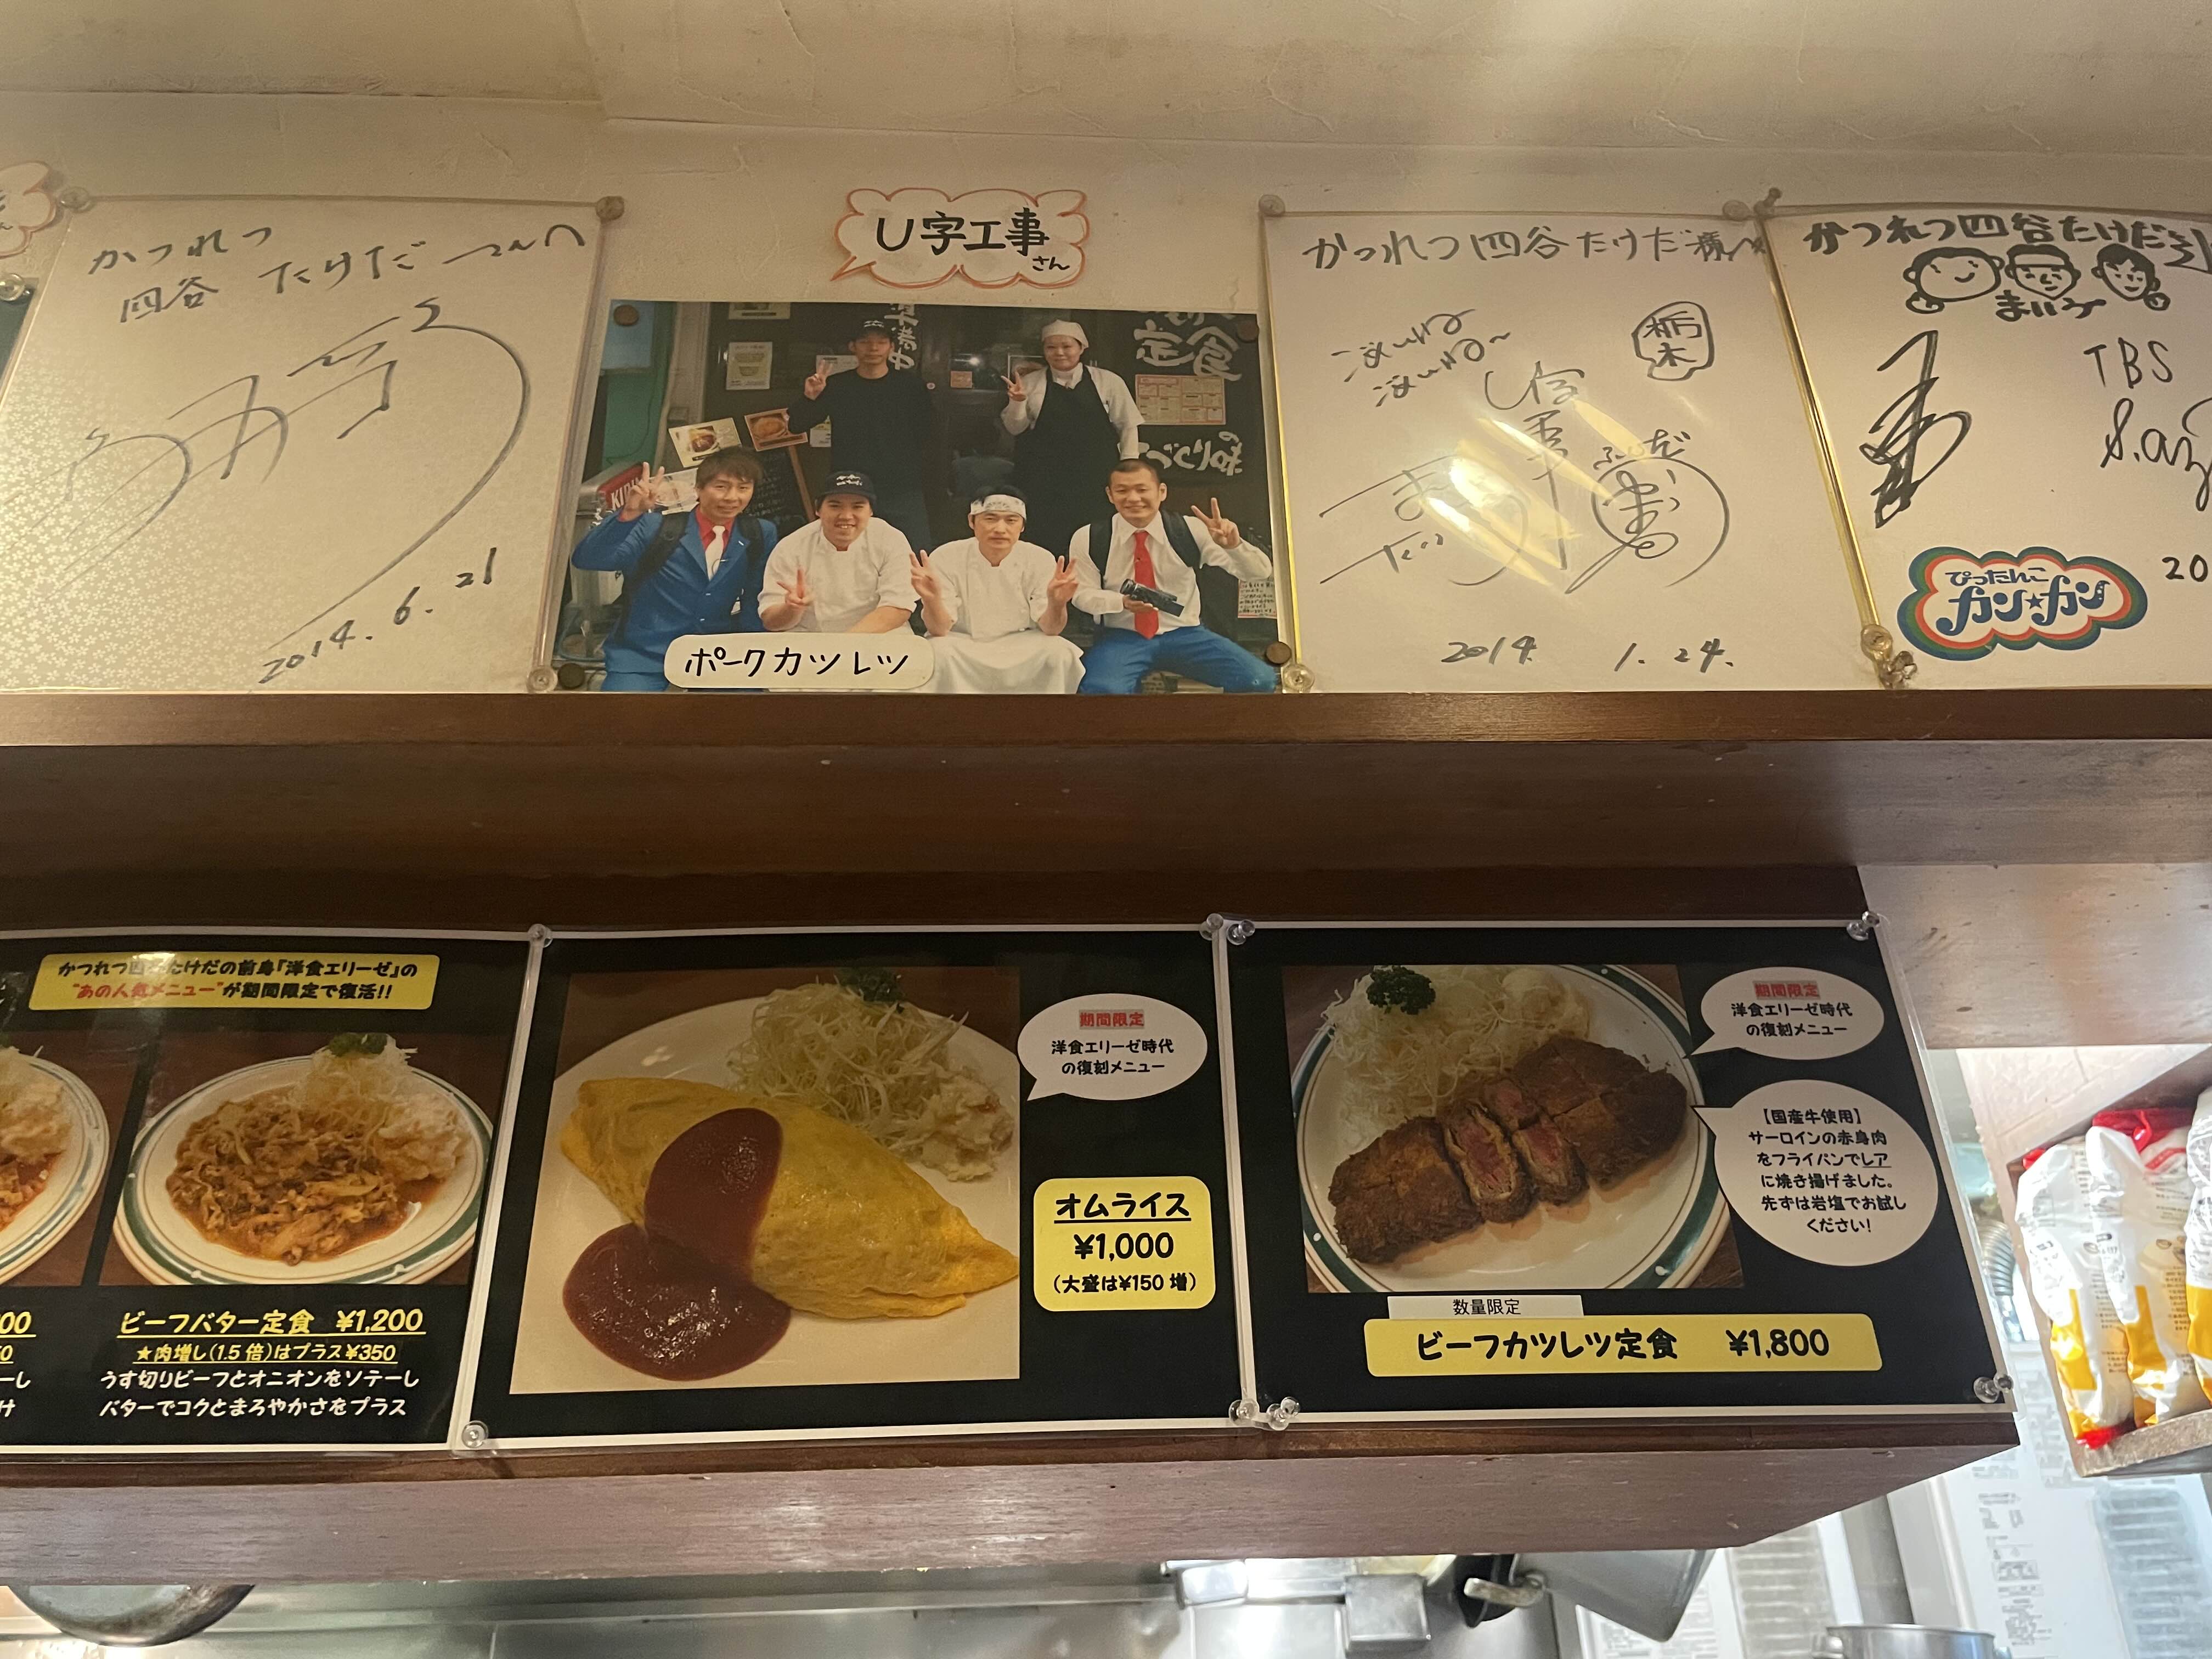 かつれつ
四谷 たけだ さんへ
2014. 6. 21
U字工事
さん
定食
ポークカツレツ
かつれつ四谷たけだ様へ
栃木
U字工事
2014. 1. 24.
かつれつ四谷たけだ
まいうー
TBS
20
ぴったんこ
カン★カン
かつれつ四谷たけだの前身『洋食エリーゼ』の
"あの人気メニュー"が期間限定で復活!!
ビーフバター定食 ¥1,200
★肉増し(1.5倍)はプラス¥350
うす切りビーフとオニオンをソテーし
バターでコクとまろやかさをプラス
期間限定
洋食エリーゼ時代
の復刻メニュー
オムライス
¥1,000
(大盛は¥150 増)
期間限定
洋食エリーゼ時代
の復刻メニュー
【国産牛使用】
サーロインの赤身肉
をフライパンでレア
に焼き揚げました。
先ずは岩塩でお試し
ください!
数量限定
ビーフカツレツ定食 ¥1,800